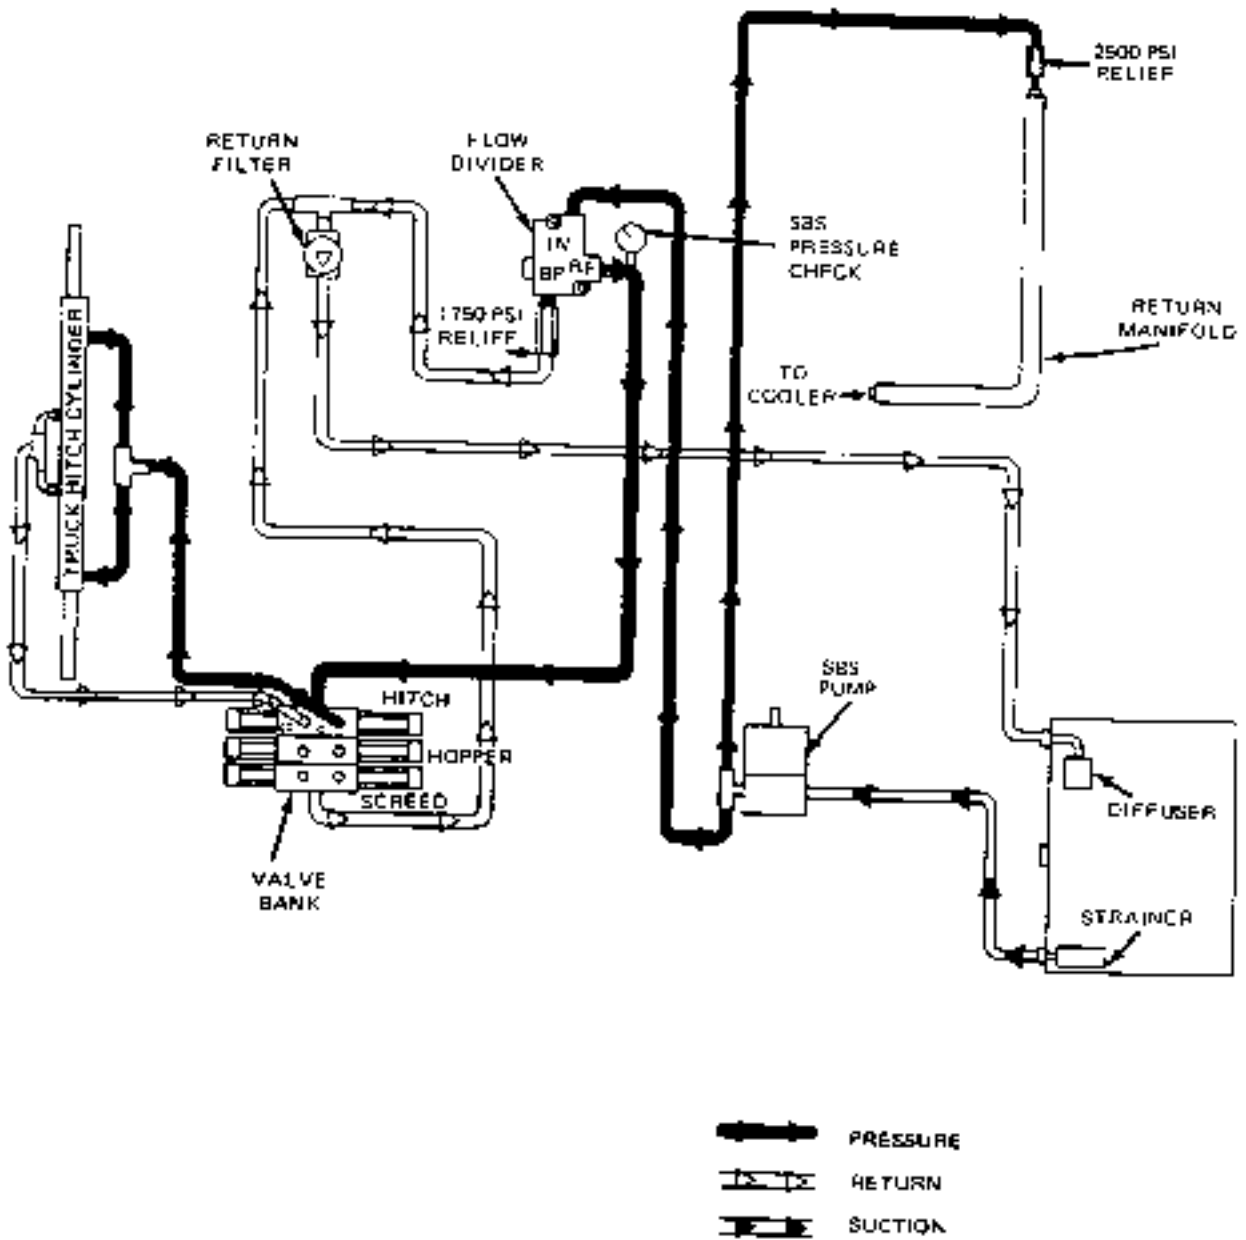 2500 PSI
RELIEF
RETURN
FILTER
FLOW
DIVIDER
SBS
PRESSURE
CHECK
IN
BP RF
1750 PSI
RELIEF
RETURN
MANIFOLD
TO
COOLER
TRUCK HITCH CYLINDER
SBS
PUMP
HITCH
HOPPER
SCREED
DIFFUSER
VALVE
BANK
STRAINER
PRESSURE
RETURN
SUCTION